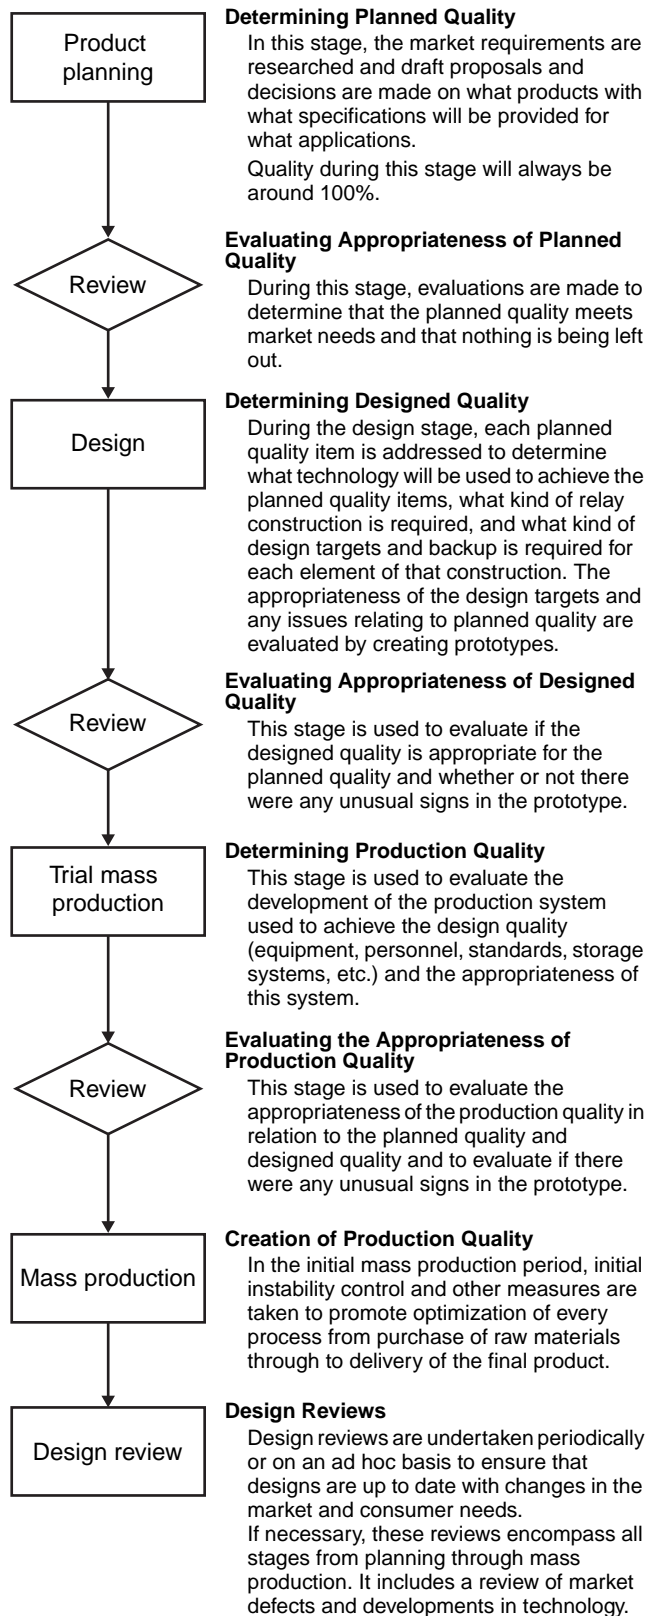 Product
planning
Determining Planned Quality
In this stage, the market requirements are
researched and draft proposals and
decisions are made on what products with
what specifications will be provided for
what applications.
Quality during this stage will always be
around 100%.
Review
Evaluating Appropriateness of Planned
Quality
During this stage, evaluations are made to
determine that the planned quality meets
market needs and that nothing is being left
out.
Design
Determining Designed Quality
During the design stage, each planned
quality item is addressed to determine
what technology will be used to achieve the
planned quality items, what kind of relay
construction is required, and what kind of
design targets and backup is required for
each element of that construction. The
appropriateness of the design targets and
any issues relating to planned quality are
evaluated by creating prototypes.
Review
Evaluating Appropriateness of Designed
Quality
This stage is used to evaluate if the
designed quality is appropriate for the
planned quality and whether or not there
were any unusual signs in the prototype.
Trial mass
production
Determining Production Quality
This stage is used to evaluate the
development of the production system
used to achieve the design quality
(equipment, personnel, standards, storage
systems, etc.) and the appropriateness of
this system.
Review
Evaluating the Appropriateness of
Production Quality
This stage is used to evaluate the
appropriateness of the production quality in
relation to the planned quality and
designed quality and to evaluate if there
were any unusual signs in the prototype.
Mass production
Creation of Production Quality
In the initial mass production period, initial
instability control and other measures are
taken to promote optimization of every
process from purchase of raw materials
through to delivery of the final product.
Design review
Design Reviews
Design reviews are undertaken periodically
or on an ad hoc basis to ensure that
designs are up to date with changes in the
market and consumer needs.
If necessary, these reviews encompass all
stages from planning through mass
production. It includes a review of market
defects and developments in technology.